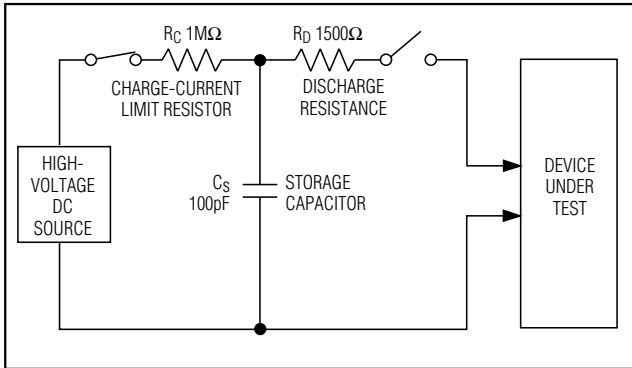 R_C 1MΩ
CHARGE-CURRENT
LIMIT RESISTOR
R_D 1500Ω
DISCHARGE
RESISTANCE
HIGH-
VOLTAGE
DC
SOURCE
C_S
100pF
STORAGE
CAPACITOR
DEVICE
UNDER
TEST